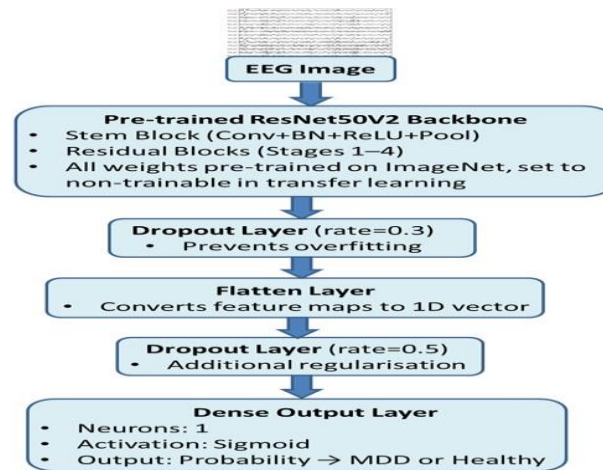 EEG Image
Pre-trained ResNet50V2 Backbone
• Stem Block (Conv+BN+ReLU+Pool)
• Residual Blocks (Stages 1–4)
• All weights pre-trained on ImageNet, set to
non-trainable in transfer learning
Dropout Layer (rate=0.3)
• Prevents overfitting
Flatten Layer
• Converts feature maps to 1D vector
Dropout Layer (rate=0.5)
• Additional regularisation
Dense Output Layer
• Neurons: 1
• Activation: Sigmoid
• Output: Probability → MDD or Healthy